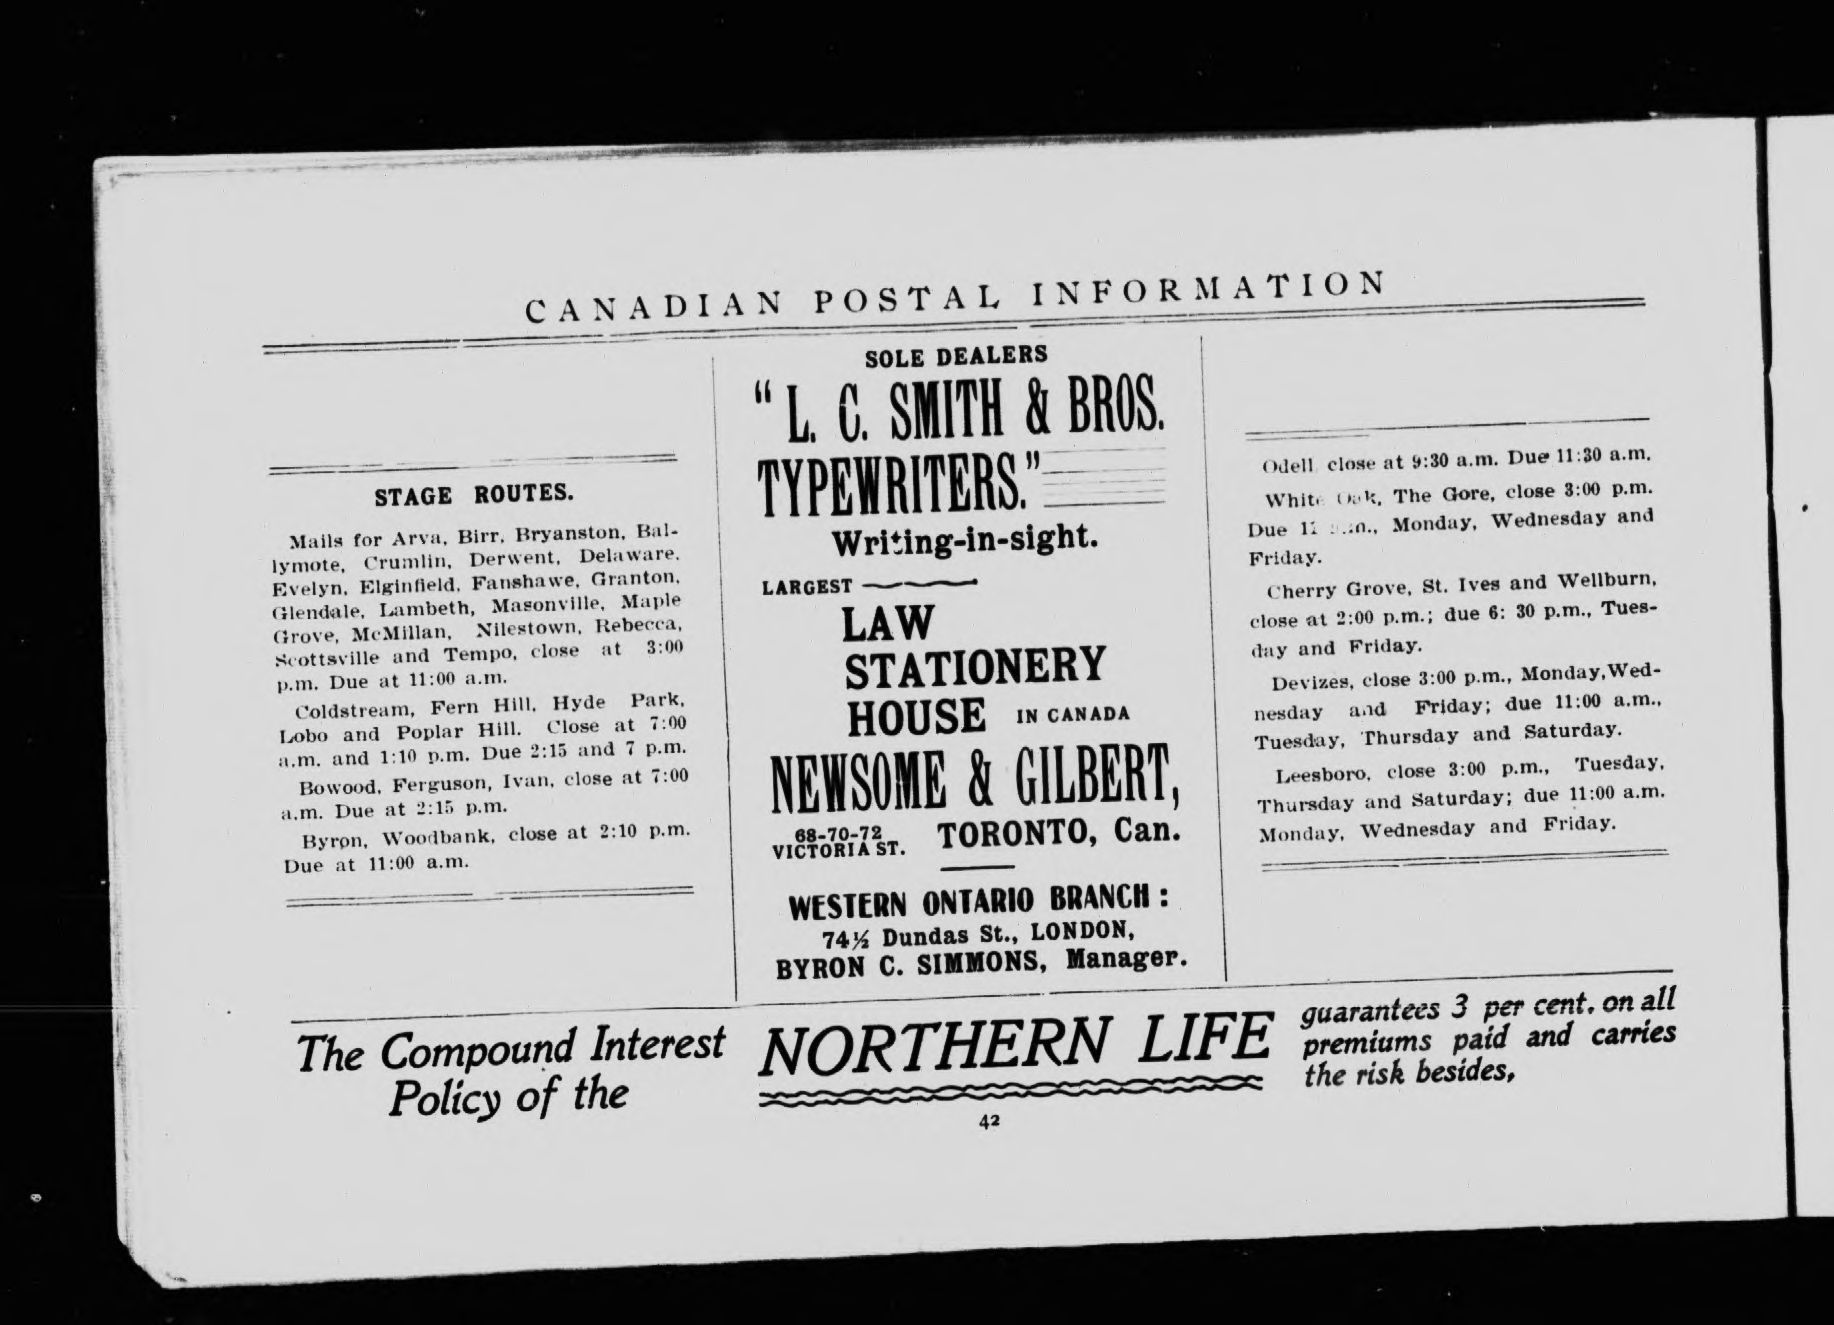 CANADIAN POSTAL INFORMATION
STAGE ROUTES.
Mails for Arva, Birr, Bryanston, Bal-
lymote, Crumlin, Derwent, Delaware,
Evelyn, Elginfield, Fanshawe, Granton,
Glendale, Lambeth, Masonville, Maple
Grove, McMillan, Nilestown, Rebecca,
Scottsville and Tempo, close at 3:00
p.m. Due at 11:00 a.m.
Coldstream, Fern Hill, Hyde Park,
Lobo and Poplar Hill. Close at 7:00
a.m. and 1:10 p.m. Due 2:15 and 7 p.m.
Bowood, Ferguson, Ivan, close at 7:00
a.m. Due at 2:15 p.m.
Byron, Woodbank, close at 2:10 p.m.
Due at 11:00 a.m.
SOLE DEALERS
"L. C. SMITH & BROS.
TYPEWRITERS."
Writing-in-sight.
LARGEST
LAW
STATIONERY
HOUSE IN CANADA
NEWSOME & GILBERT,
68-70-72
VICTORIA ST. TORONTO, Can.
WESTERN ONTARIO BRANCH:
74½ Dundas St., LONDON,
BYRON C. SIMMONS, Manager.
Odell close at 9:30 a.m. Due 11:30 a.m.
White Oak, The Gore, close 3:00 p.m.
Due Monday, Wednesday and
Friday.
Cherry Grove, St. Ives and Wellburn,
close at 2:00 p.m.; due 6: 30 p.m., Tues-
day and Friday.
Devizes, close 3:00 p.m., Monday,Wed-
nesday and Friday; due 11:00 a.m.,
Tuesday, Thursday and Saturday.
Leesboro, close 3:00 p.m., Tuesday,
Thursday and Saturday; due 11:00 a.m.
Monday, Wednesday and Friday.
The Compound Interest
Policy of the
NORTHERN LIFE
guarantees 3 per cent. on all
premiums paid and carries
the risk besides,
42